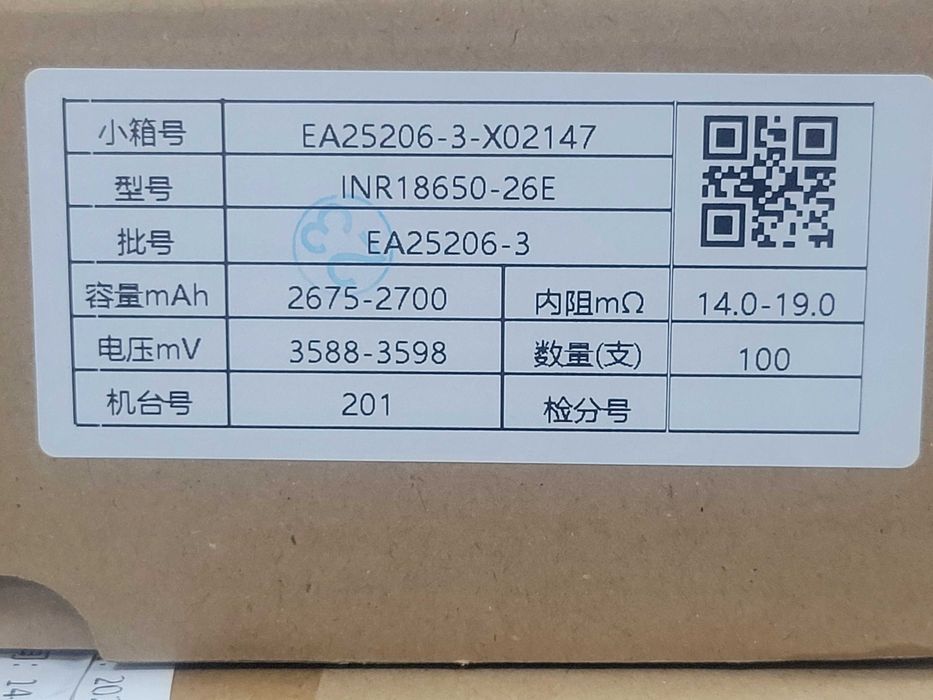 小箱号 EA25206-3-X02147
型号 INR18650-26E
批号 EA25206-3
容量mAh 2675-2700 内阻mΩ 14.0-19.0
电压mV 3588-3598 数量(支) 100
机台号 201 检分号